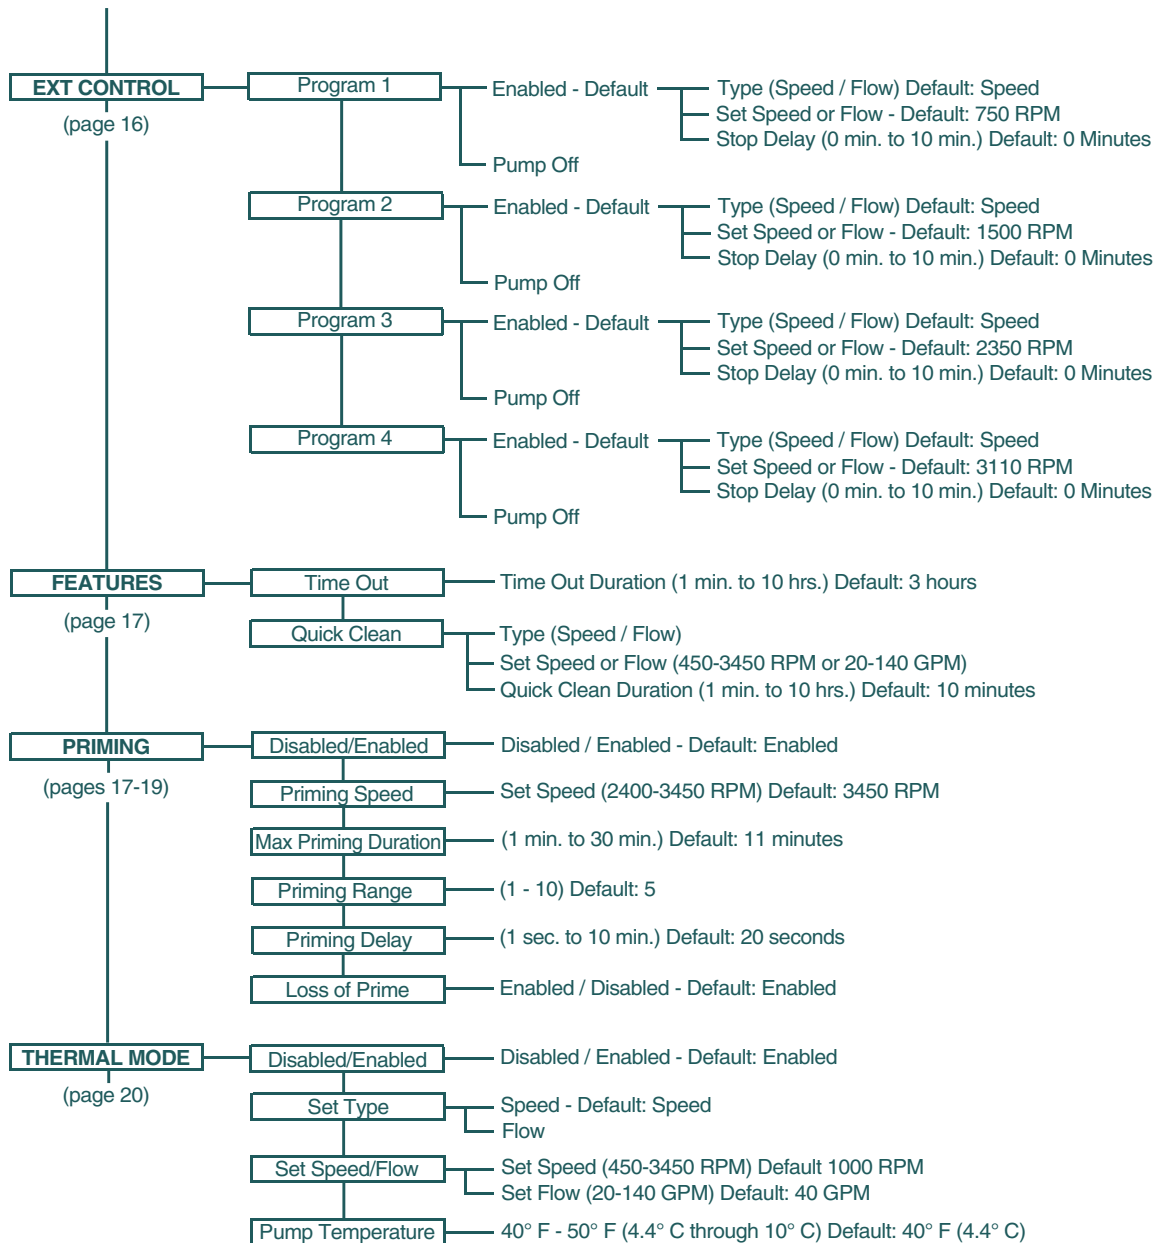 EXT CONTROL
(page 16)
Program 1
Enabled - Default
Type (Speed / Flow) Default: Speed
Set Speed or Flow - Default: 750 RPM
Stop Delay (0 min. to 10 min.) Default: 0 Minutes
Pump Off
Program 2
Enabled - Default
Type (Speed / Flow) Default: Speed
Set Speed or Flow - Default: 1500 RPM
Stop Delay (0 min. to 10 min.) Default: 0 Minutes
Pump Off
Program 3
Enabled - Default
Type (Speed / Flow) Default: Speed
Set Speed or Flow - Default: 2350 RPM
Stop Delay (0 min. to 10 min.) Default: 0 Minutes
Pump Off
Program 4
Enabled - Default
Type (Speed / Flow) Default: Speed
Set Speed or Flow - Default: 3110 RPM
Stop Delay (0 min. to 10 min.) Default: 0 Minutes
Pump Off
FEATURES
(page 17)
Time Out
Time Out Duration (1 min. to 10 hrs.) Default: 3 hours
Quick Clean
Type (Speed / Flow)
Set Speed or Flow (450-3450 RPM or 20-140 GPM)
Quick Clean Duration (1 min. to 10 hrs.) Default: 10 minutes
PRIMING
(pages 17-19)
Disabled/Enabled
Disabled / Enabled - Default: Enabled
Priming Speed
Set Speed (2400-3450 RPM) Default: 3450 RPM
Max Priming Duration
(1 min. to 30 min.) Default: 11 minutes
Priming Range
(1 - 10) Default: 5
Priming Delay
(1 sec. to 10 min.) Default: 20 seconds
Loss of Prime
Enabled / Disabled - Default: Enabled
THERMAL MODE
(page 20)
Disabled/Enabled
Disabled / Enabled - Default: Enabled
Set Type
Speed - Default: Speed
Flow
Set Speed/Flow
Set Speed (450-3450 RPM) Default 1000 RPM
Set Flow (20-140 GPM) Default: 40 GPM
Pump Temperature
40° F - 50° F (4.4° C through 10° C) Default: 40° F (4.4° C)